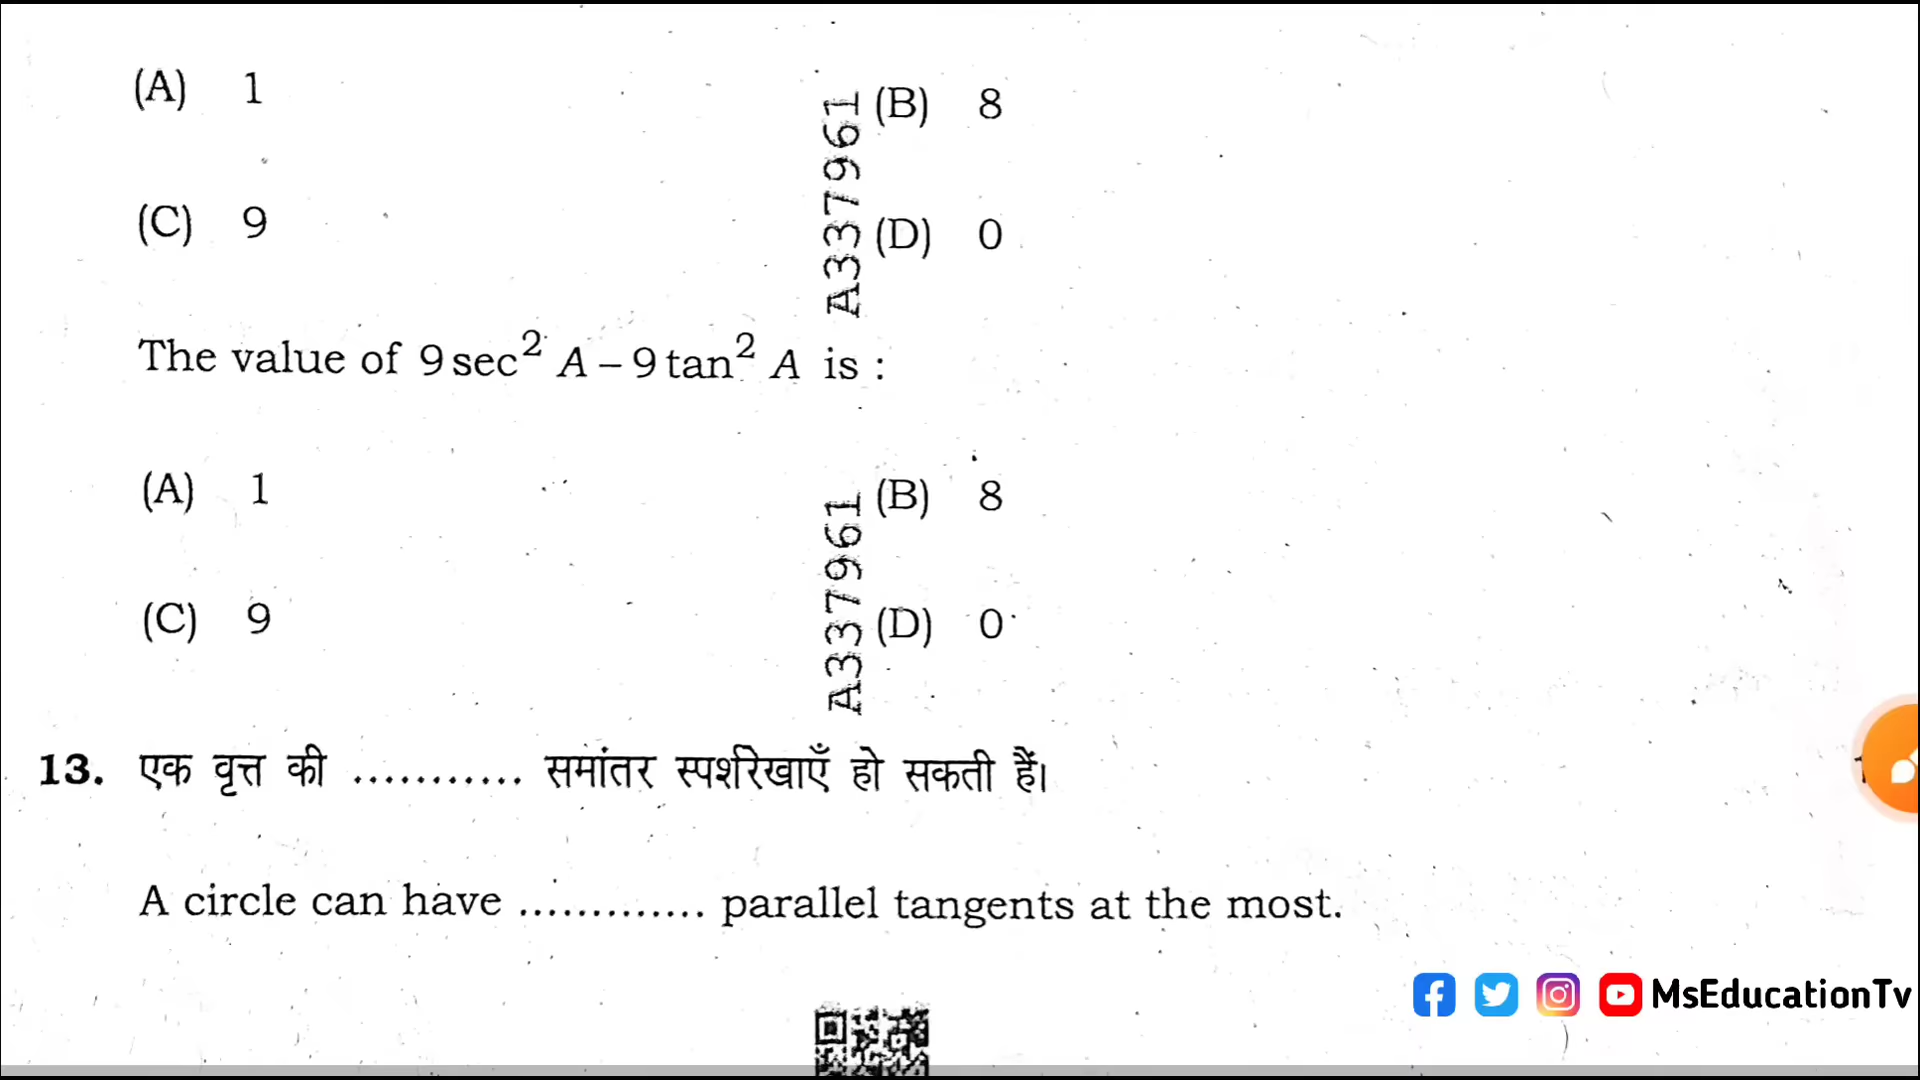 (A) 1 (B) 8
(C) 9 (D) 0
A337961
The value of 9 sec² A – 9 tan² A is :
(A) 1 (B) 8
(C) 9 (D) 0
A337961
13. एक वृत्त की ........... समांतर स्पर्शरेखाएँ हो सकती हैं।
A circle can have ............. parallel tangents at the most.
MsEducationTv